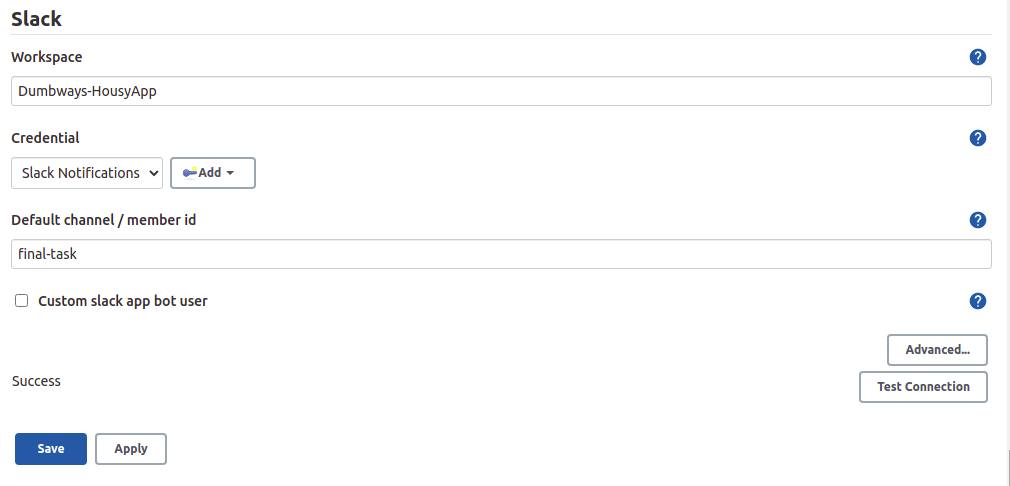 Slack
Workspace
?
Dumbways-HousyApp
Credential
?
Slack Notifications
Add
Default channel / member id
?
final-task
Custom slack app bot user
?
Advanced...
Success
Test Connection
Save
Apply